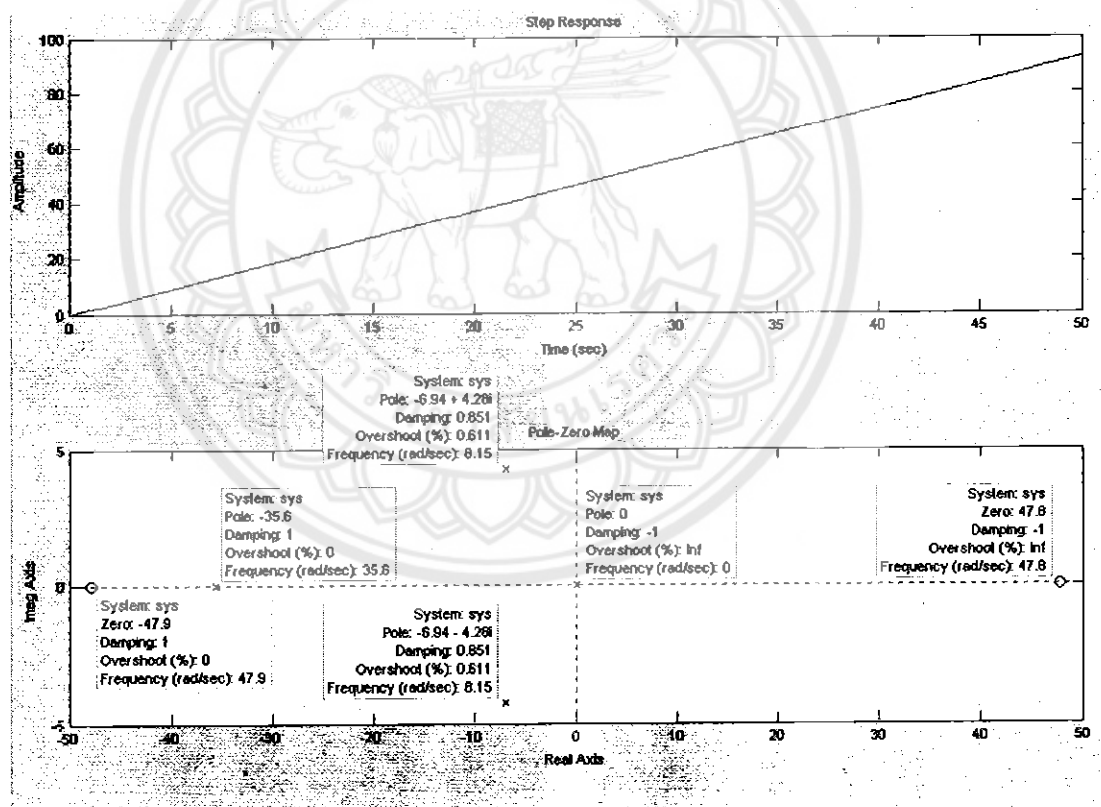 Step Response
100
80
60
40
20
0
Amplitude
0 5 10 15 20 25 30 35 40 45 50
Time (sec)
System: sys
Pole: -6.94 + 4.28i
Damping: 0.851
Overshoot (%): 0.611
Frequency (rad/sec): 8.15
Pole-Zero Map
System: sys
Pole: -35.6
Damping: 1
Overshoot (%): 0
Frequency (rad/sec): 35.6
System: sys
Pole: 0
Damping: -1
Overshoot (%): Inf
Frequency (rad/sec): 0
System: sys
Zero: 47.8
Damping: -1
Overshoot (%): Inf
Frequency (rad/sec): 47.8
System: sys
Zero: -47.9
Damping: 1
Overshoot (%): 0
Frequency (rad/sec): 47.9
System: sys
Pole: -6.94 - 4.28i
Damping: 0.851
Overshoot (%): 0.611
Frequency (rad/sec): 8.15
5
0
-5
Imag Axis
-50 -40 -30 -20 -10 0 10 20 30 40 50
Real Axis